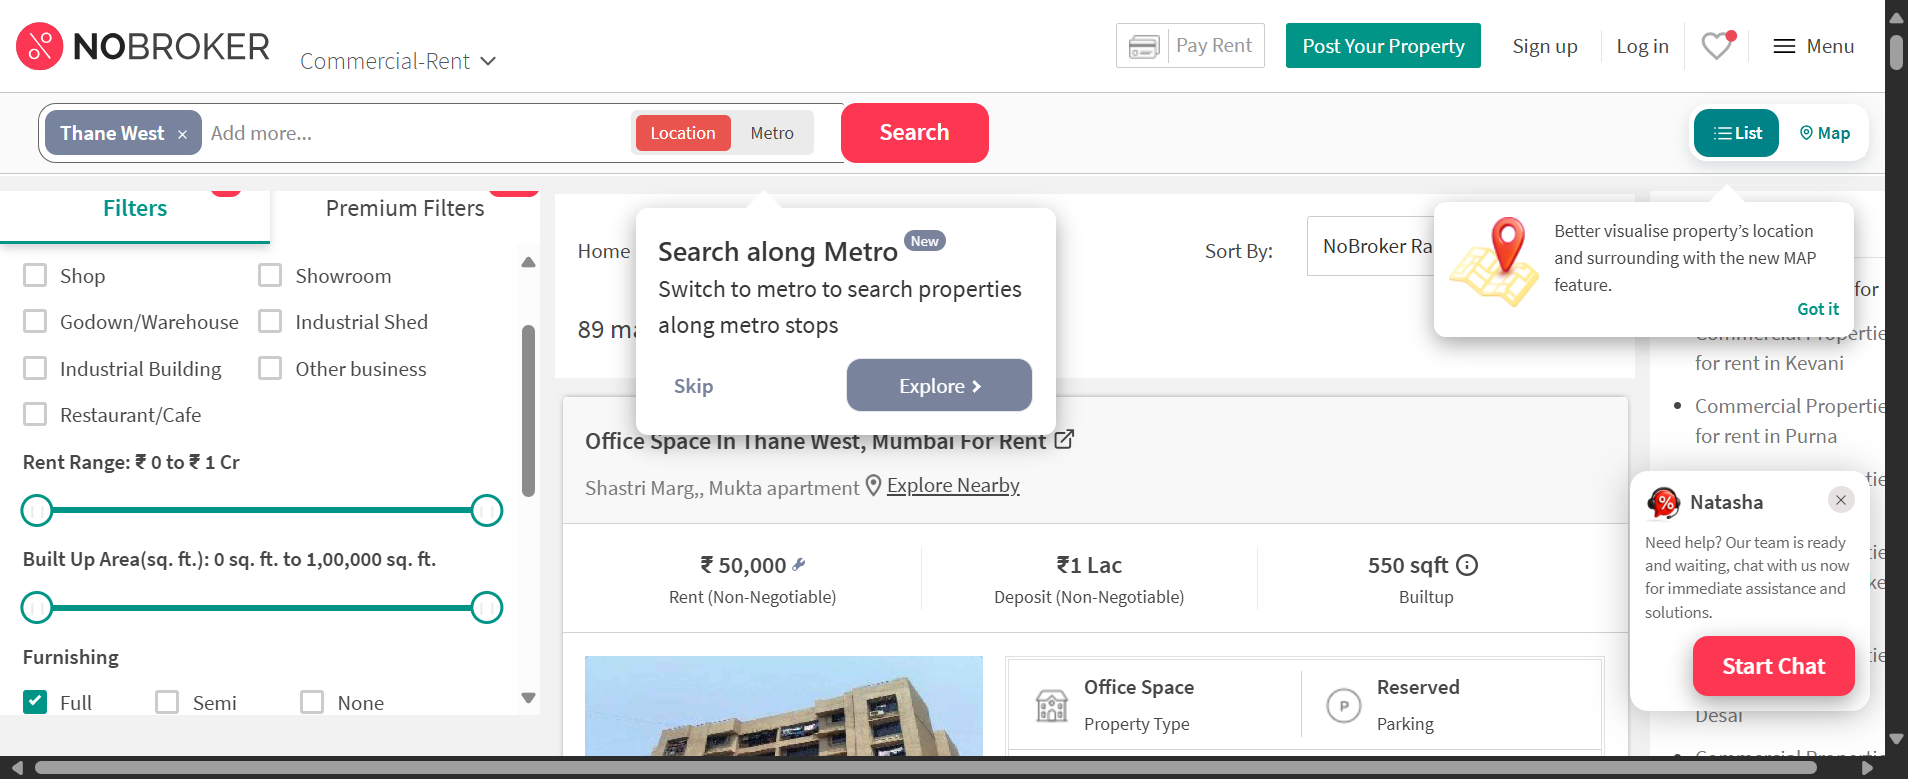 NOBROKER
Commercial-Rent
Pay Rent
Post Your Property
Sign up
Log in
Menu
Thane West ×
Add more...
Location
Metro
Search
List
Map
Filters
Premium Filters
Shop
Showroom
Godown/Warehouse
Industrial Shed
Industrial Building
Other business
Restaurant/Cafe
Rent Range: ₹ 0 to ₹ 1 Cr
Built Up Area(sq. ft.): 0 sq. ft. to 1,00,000 sq. ft.
Furnishing
Full
Semi
None
Home
Sort By:
NoBroker Ra
89 ma
Search along Metro New
Switch to metro to search properties
along metro stops
Skip
Explore
Better visualise property's location
and surrounding with the new MAP
feature.
Got it
Office Space In Thane West, Mumbai For Rent
Shastri Marg,, Mukta apartment
Explore Nearby
₹ 50,000
Rent (Non-Negotiable)
₹1 Lac
Deposit (Non-Negotiable)
550 sqft
Builtup
Office Space
Property Type
P
Reserved
Parking
for
Commercial Propertie
for rent in Kevani
Commercial Propertie
for rent in Purna
Natasha
Need help? Our team is ready
and waiting, chat with us now
for immediate assistance and
solutions.
Start Chat
Desai
Commercial Propertie